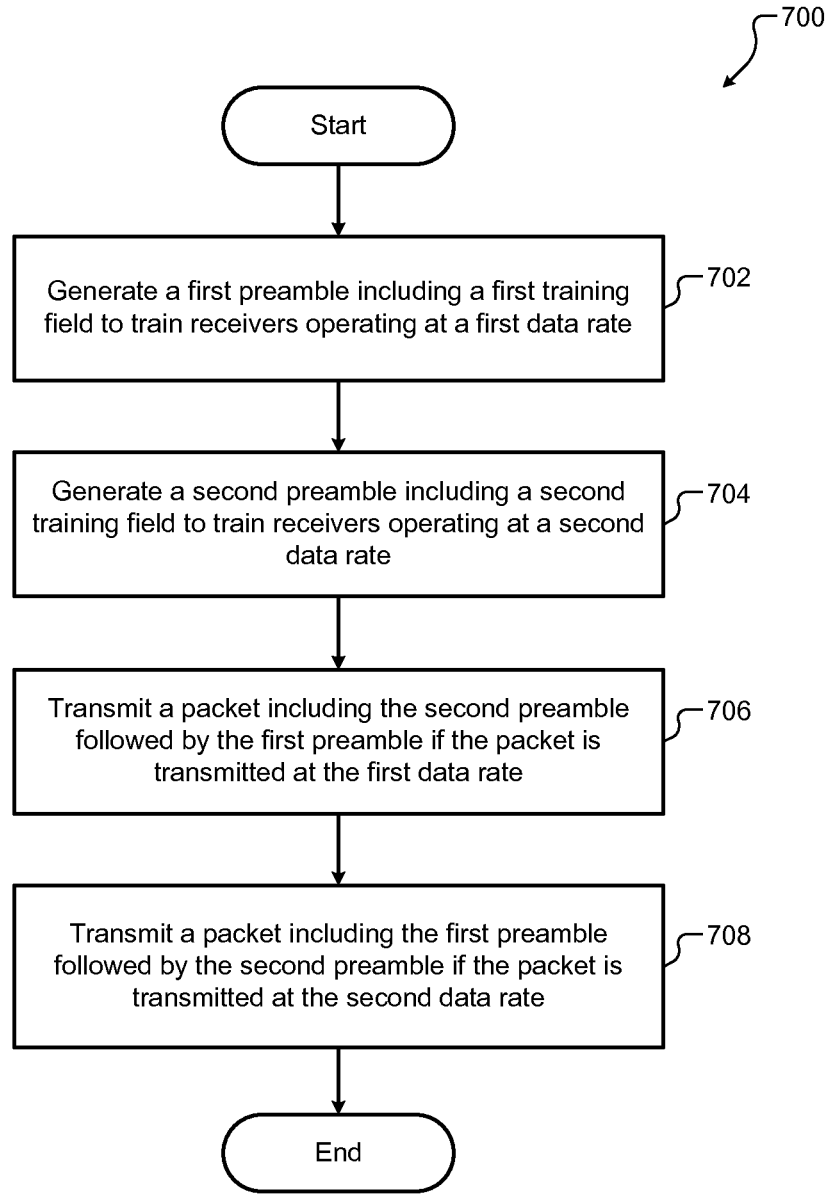 700
Start
Generate a first preamble including a first training
field to train receivers operating at a first data rate
702
Generate a second preamble including a second
training field to train receivers operating at a second
data rate
704
Transmit a packet including the second preamble
followed by the first preamble if the packet is
transmitted at the first data rate
706
Transmit a packet including the first preamble
followed by the second preamble if the packet is
transmitted at the second data rate
708
End